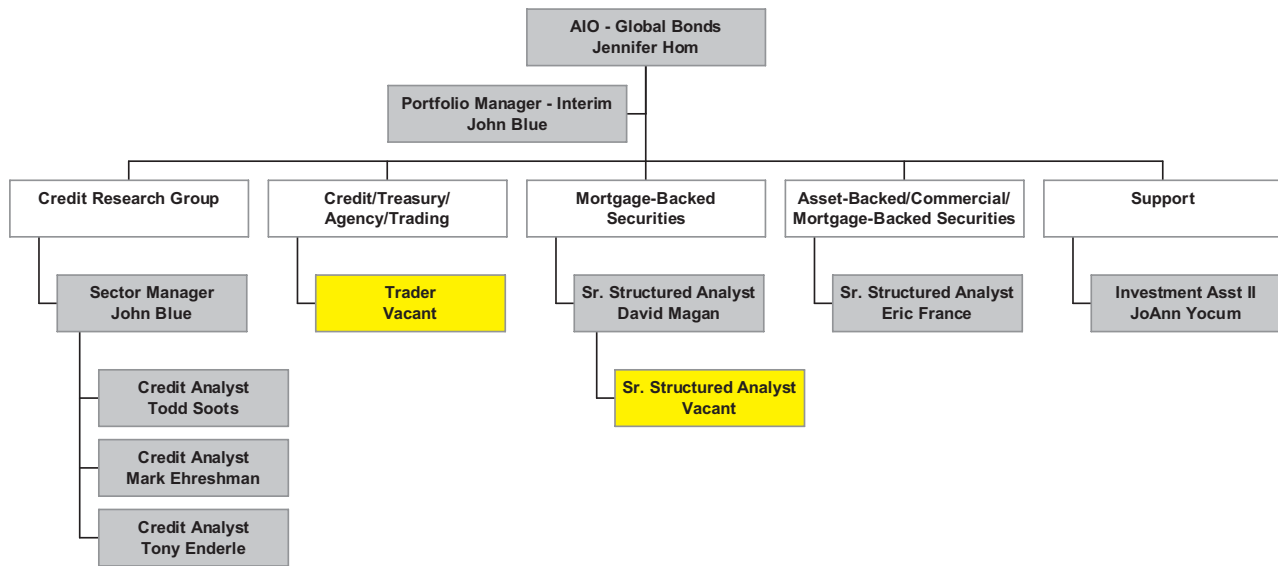 AIO - Global Bonds
Jennifer Hom
Portfolio Manager - Interim
John Blue
Credit Research Group
Credit/Treasury/
Agency/Trading
Mortgage-Backed
Securities
Asset-Backed/Commercial/
Mortgage-Backed Securities
Support
Sector Manager
John Blue
Trader
Vacant
Sr. Structured Analyst
David Magan
Sr. Structured Analyst
Eric France
Investment Asst II
JoAnn Yocum
Credit Analyst
Todd Soots
Sr. Structured Analyst
Vacant
Credit Analyst
Mark Ehreshman
Credit Analyst
Tony Enderle